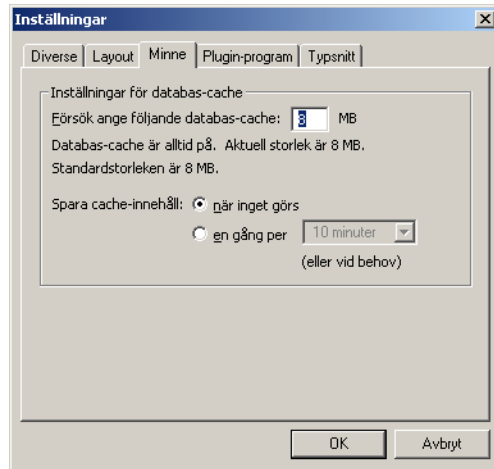 Inställningar
Diverse Layout Minne Plugin-program Typsnitt
Inställningar för databas-cache
Försök ange följande databas-cache: 8 MB
Databas-cache är alltid på. Aktuell storlek är 8 MB.
Standardstorleken är 8 MB.
Spara cache-innehåll: när inget görs
en gång per 10 minuter
(eller vid behov)
OK Avbryt